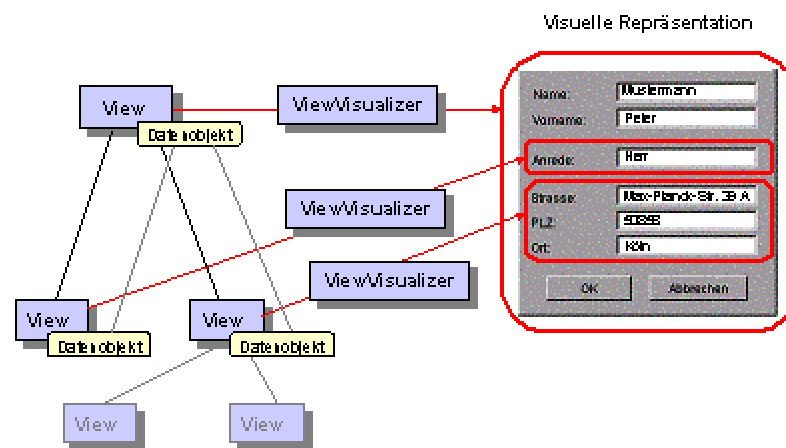 Visuelle Repräsentation
View
ViewVisualizer
Datenobjekt
Name:
Mustermann
Vorname:
Peter
Anrede:
Herr
ViewVisualizer
Strasse:
Max-Planck-Str. 39 A
PLZ:
Ort:
Köln
ViewVisualizer
OK
Abbrechen
View
View
Datenobjekt
Datenobjekt
View
View